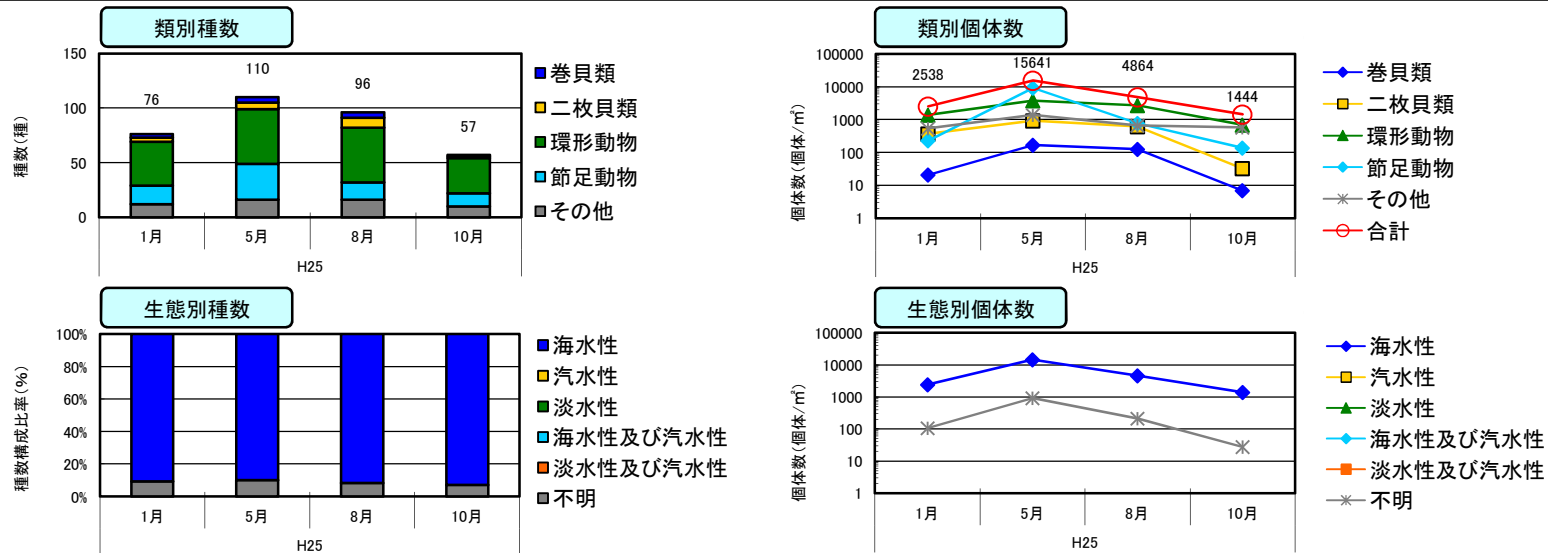 類別種数
種数(種)
150
100
50
0
76
110
96
57
1月
5月
8月
10月
H25
巻貝類
二枚貝類
環形動物
節足動物
その他
類別個体数
個体数(個体/㎡)
100000
10000
1000
100
10
1
2538
15641
4864
1444
1月
5月
8月
10月
H25
巻貝類
二枚貝類
環形動物
節足動物
その他
合計
生態別種数
種数構成比率(%)
100%
80%
60%
40%
20%
0%
1月
5月
8月
10月
H25
海水性
汽水性
淡水性
海水性及び汽水性
淡水性及び汽水性
不明
生態別個体数
個体数(個体/㎡)
100000
10000
1000
100
10
1
1月
5月
8月
10月
H25
海水性
汽水性
淡水性
海水性及び汽水性
淡水性及び汽水性
不明